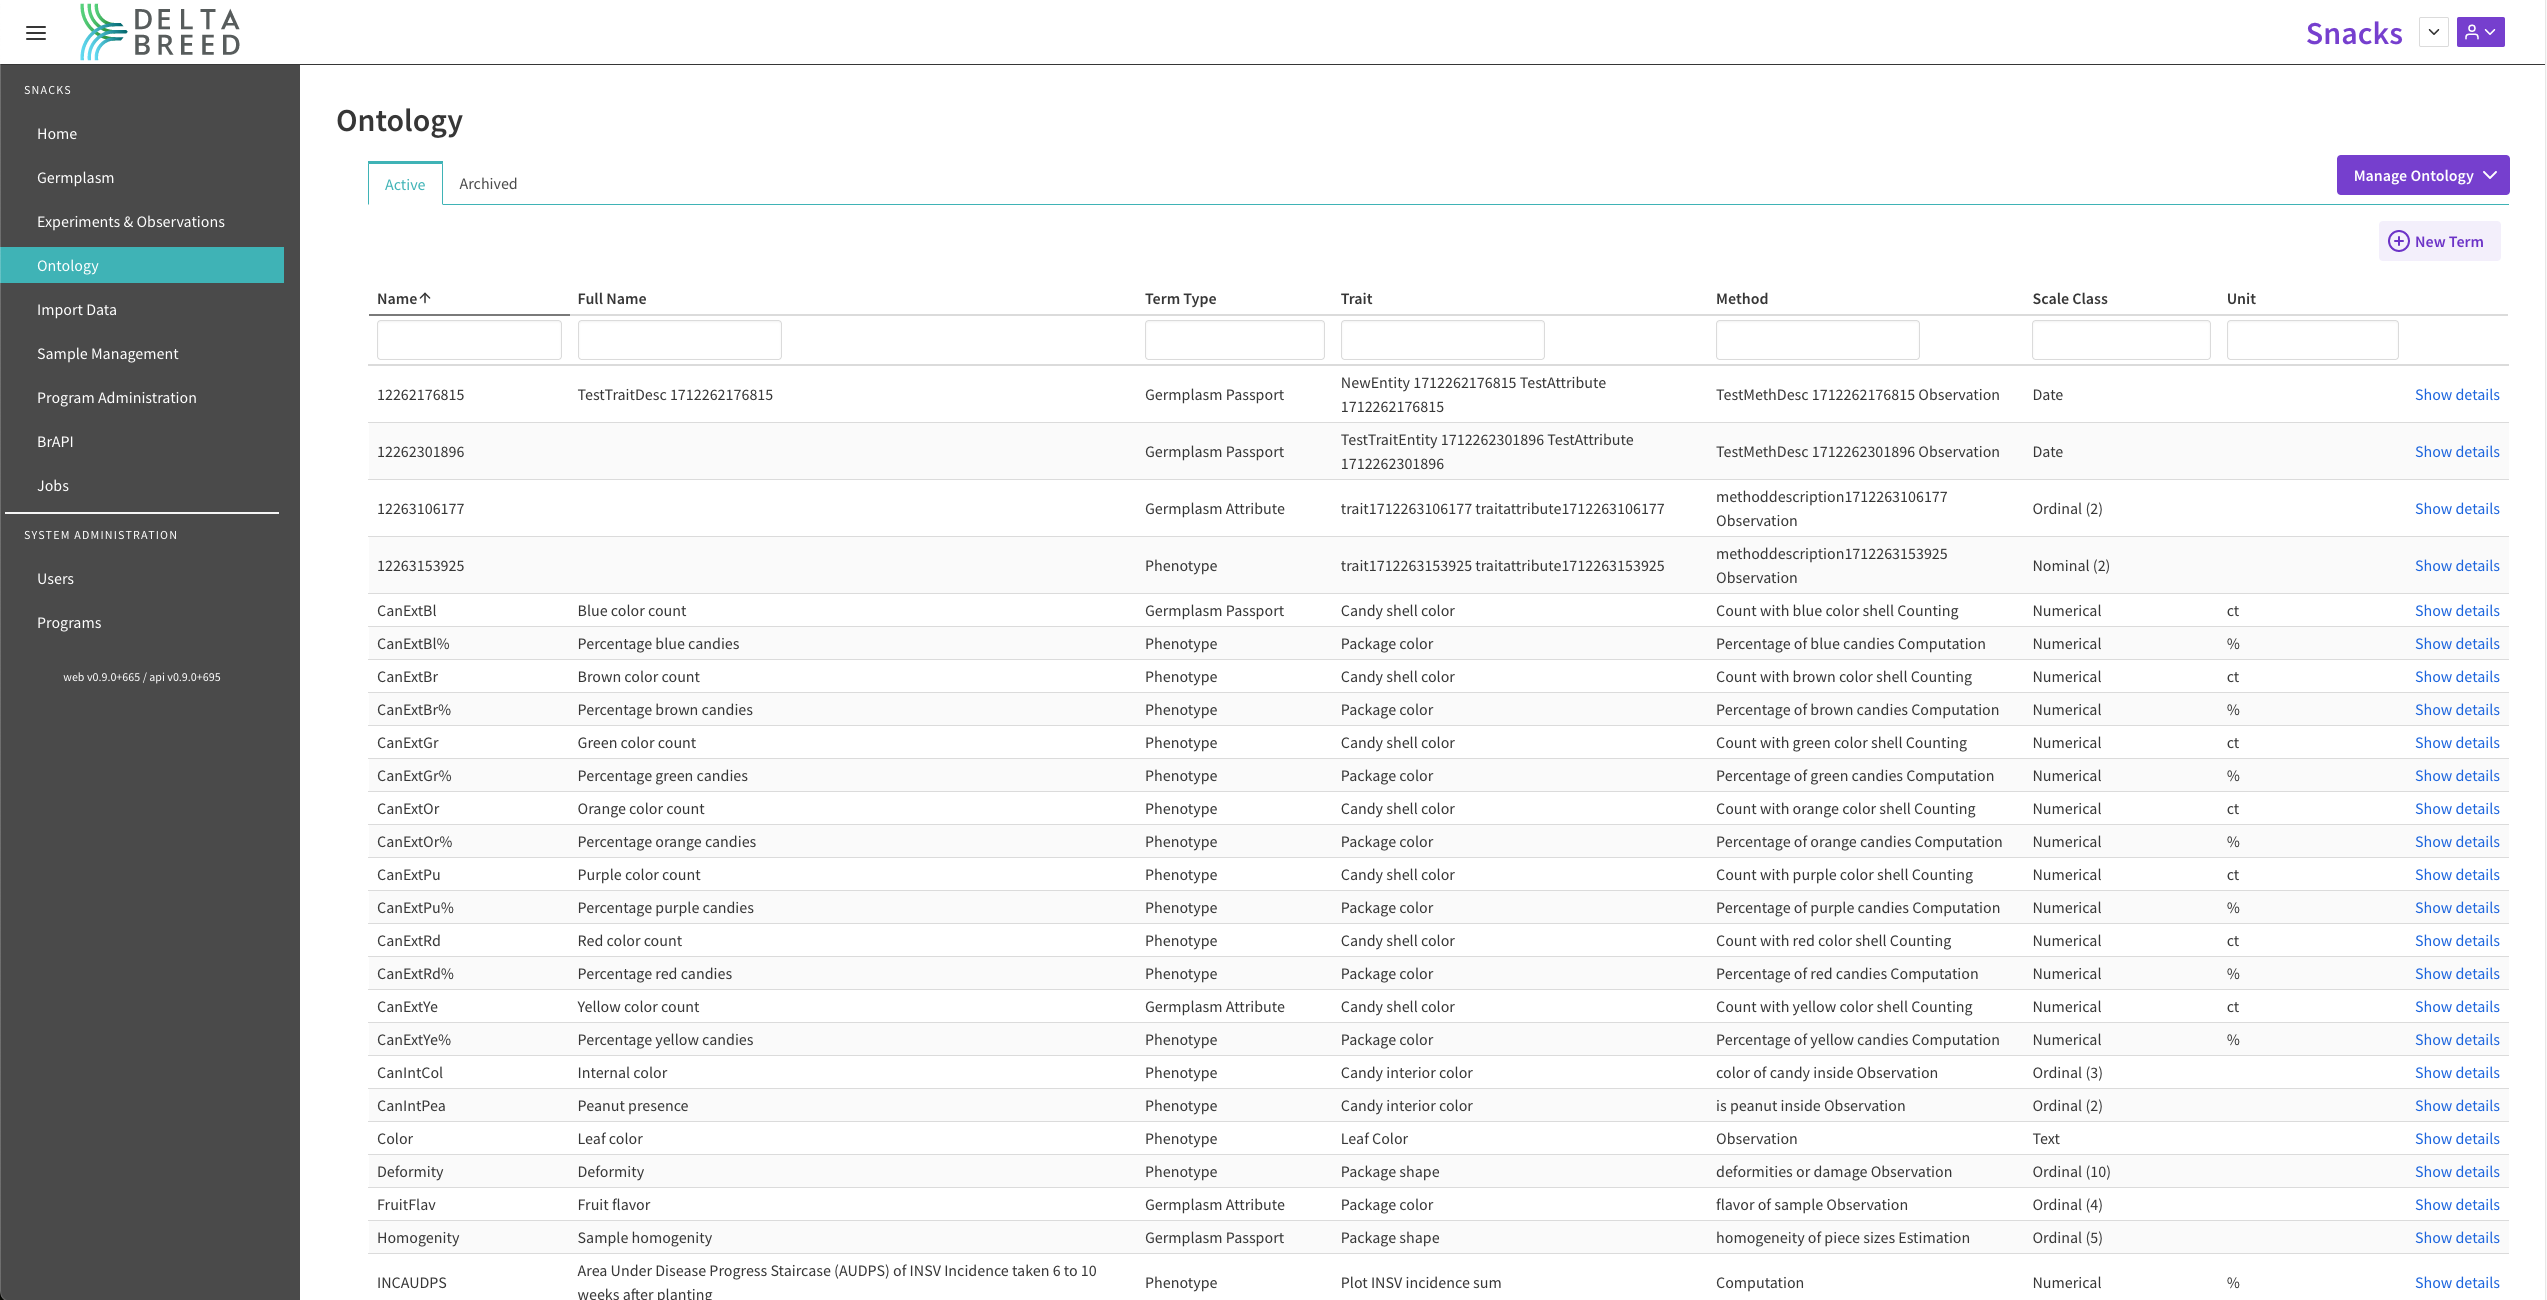 DELTA
BREED
Snacks
SNACKS
Home
Germplasm
Experiments & Observations
Ontology
Import Data
Sample Management
Program Administration
BrAPI
Jobs
SYSTEM ADMINISTRATION
Users
Programs
web v0.9.0+665 / api v0.9.0+695
Ontology
Active Archived
Manage Ontology
New Term
Name Full Name Term Type Trait Method Scale Class Unit
12262176815 TestTraitDesc 1712262176815 Germplasm Passport NewEntity 1712262176815 TestAttribute
1712262176815 TestMethDesc 1712262176815 Observation Date Show details
12262301896 Germplasm Passport TestTraitEntity 1712262301896 TestAttribute
1712262301896 TestMethDesc 1712262301896 Observation Date Show details
12263106177 Germplasm Attribute trait1712263106177 traitattribute1712263106177 methoddescription1712263106177
Observation Ordinal (2) Show details
12263153925 Phenotype trait1712263153925 traitattribute1712263153925 methoddescription1712263153925
Observation Nominal (2) Show details
CanExtBl Blue color count Germplasm Passport Candy shell color Count with blue color shell Counting Numerical ct Show details
CanExtBl% Percentage blue candies Phenotype Package color Percentage of blue candies Computation Numerical % Show details
CanExtBr Brown color count Phenotype Candy shell color Count with brown color shell Counting Numerical ct Show details
CanExtBr% Percentage brown candies Phenotype Package color Percentage of brown candies Computation Numerical % Show details
CanExtGr Green color count Phenotype Candy shell color Count with green color shell Counting Numerical ct Show details
CanExtGr% Percentage green candies Phenotype Package color Percentage of green candies Computation Numerical % Show details
CanExtOr Orange color count Phenotype Candy shell color Count with orange color shell Counting Numerical ct Show details
CanExtOr% Percentage orange candies Phenotype Package color Percentage of orange candies Computation Numerical % Show details
CanExtPu Purple color count Phenotype Candy shell color Count with purple color shell Counting Numerical ct Show details
CanExtPu% Percentage purple candies Phenotype Package color Percentage of purple candies Computation Numerical % Show details
CanExtRd Red color count Phenotype Candy shell color Count with red color shell Counting Numerical ct Show details
CanExtRd% Percentage red candies Phenotype Package color Percentage of red candies Computation Numerical % Show details
CanExtYe Yellow color count Germplasm Attribute Candy shell color Count with yellow color shell Counting Numerical ct Show details
CanExtYe% Percentage yellow candies Phenotype Package color Percentage of yellow candies Computation Numerical % Show details
CanIntCol Internal color Phenotype Candy interior color color of candy inside Observation Ordinal (3) Show details
CanIntPea Peanut presence Phenotype Candy interior color is peanut inside Observation Ordinal (2) Show details
Color Leaf color Phenotype Leaf Color Observation Text Show details
Deformity Deformity Phenotype Package shape deformities or damage Observation Ordinal (10) Show details
FruitFlav Fruit flavor Germplasm Attribute Package color flavor of sample Observation Ordinal (4) Show details
Homogenity Sample homogenity Germplasm Passport Package shape homogeneity of piece sizes Estimation Ordinal (5) Show details
INCAUDPS Area Under Disease Progress Staircase (AUDPS) of INSV Incidence taken 6 to 10
weeks after planting Phenotype Plot INSV incidence sum Computation Numerical % Show details